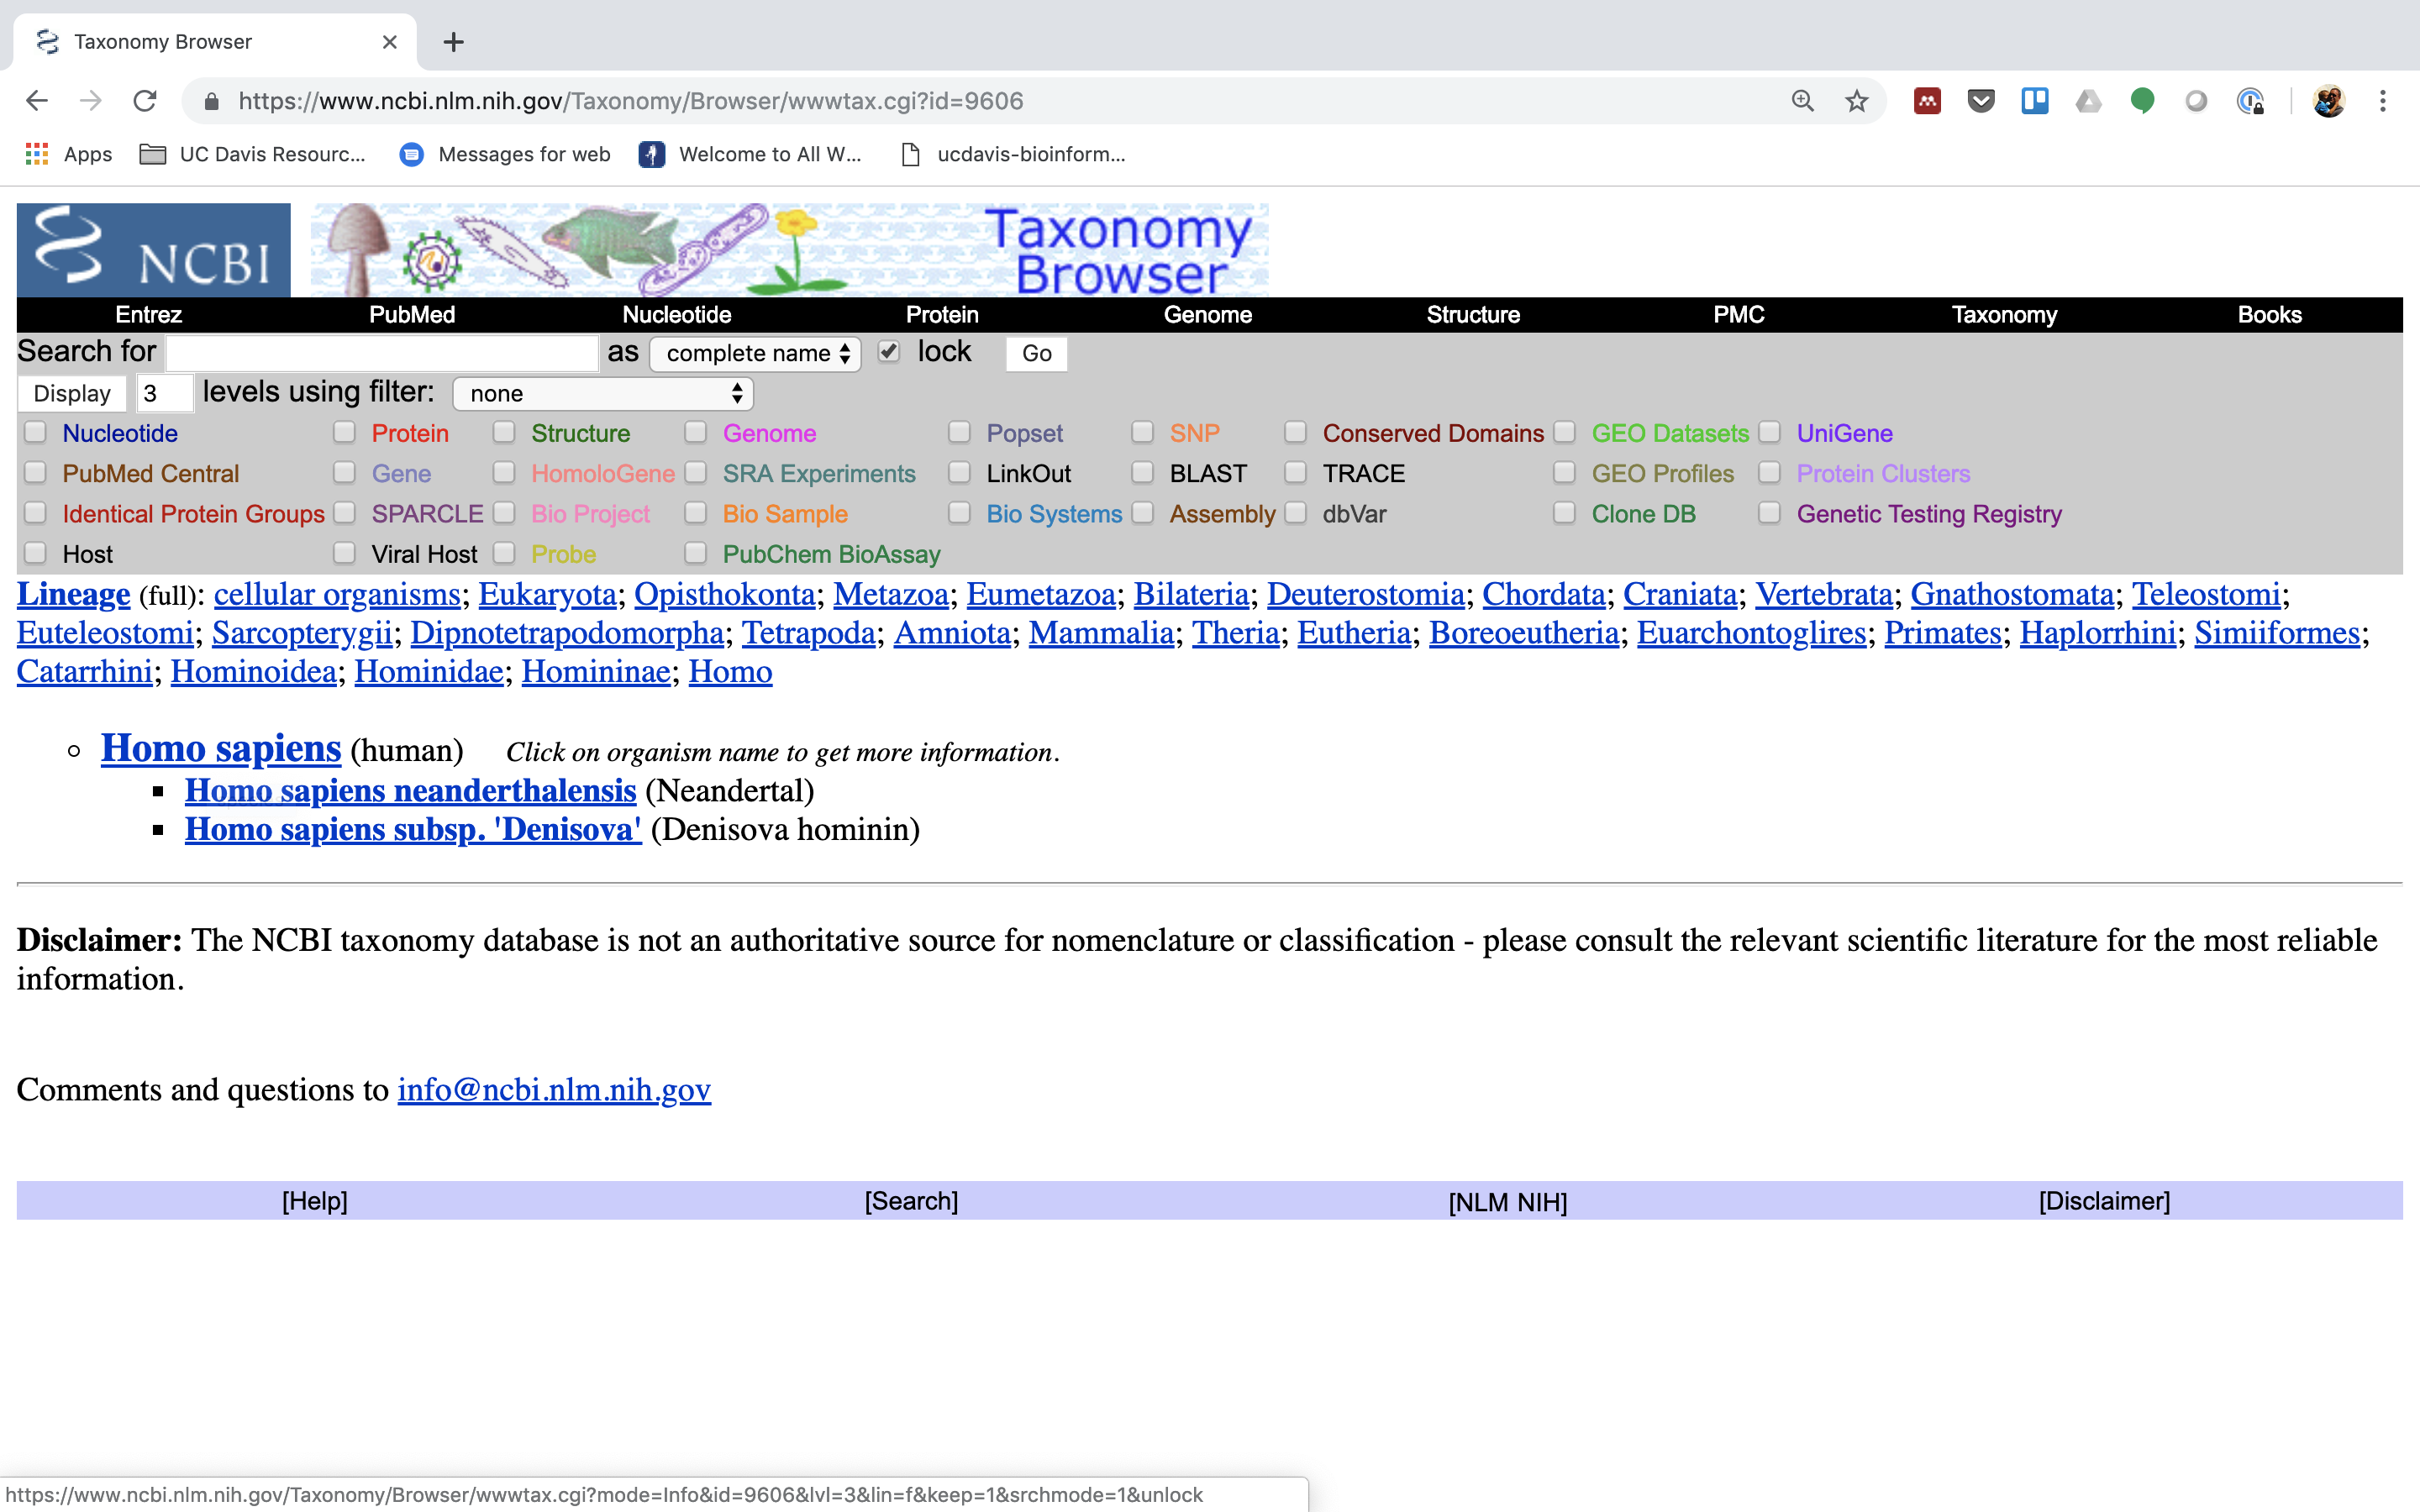 Taxonomy Browser
https://www.ncbi.nlm.nih.gov/Taxonomy/Browser/wwwtax.cgi?id=9606
Apps UC Davis Resourc... Messages for web Welcome to All W... ucdavis-bioinform...
NCBI Taxonomy
Browser
Entrez PubMed Nucleotide Protein Genome Structure PMC Taxonomy Books
Search for as complete name lock Go
Display 3 levels using filter: none
Nucleotide Protein Structure Genome Popset SNP Conserved Domains GEO Datasets UniGene
PubMed Central Gene HomoloGene SRA Experiments LinkOut BLAST TRACE GEO Profiles Protein Clusters
Identical Protein Groups SPARCLE Bio Project Bio Sample Bio Systems Assembly dbVar Clone DB Genetic Testing Registry
Host Viral Host Probe PubChem BioAssay
Lineage (full): cellular organisms; Eukaryota; Opisthokonta; Metazoa; Eumetazoa; Bilateria; Deuterostomia; Chordata; Craniata; Vertebrata; Gnathostomata; Teleostomi;
Euteleostomi; Sarcopterygii; Dipnotetrapodomorpha; Tetrapoda; Amniota; Mammalia; Theria; Eutheria; Boreoeutheria; Euarchontoglires; Primates; Haplorrhini; Simiiformes;
Catarrhini; Hominoidea; Hominidae; Homininae; Homo
Homo sapiens (human) Click on organism name to get more information.
Homo sapiens neanderthalensis (Neandertal)
Homo sapiens subsp. 'Denisova' (Denisova hominin)
Disclaimer: The NCBI taxonomy database is not an authoritative source for nomenclature or classification - please consult the relevant scientific literature for the most reliable
information.
Comments and questions to info@ncbi.nlm.nih.gov
[Help] [Search] [NLM NIH] [Disclaimer]
https://www.ncbi.nlm.nih.gov/Taxonomy/Browser/wwwtax.cgi?mode=Info&id=9606&lvl=3&lin=f&keep=1&srchmode=1&unlock